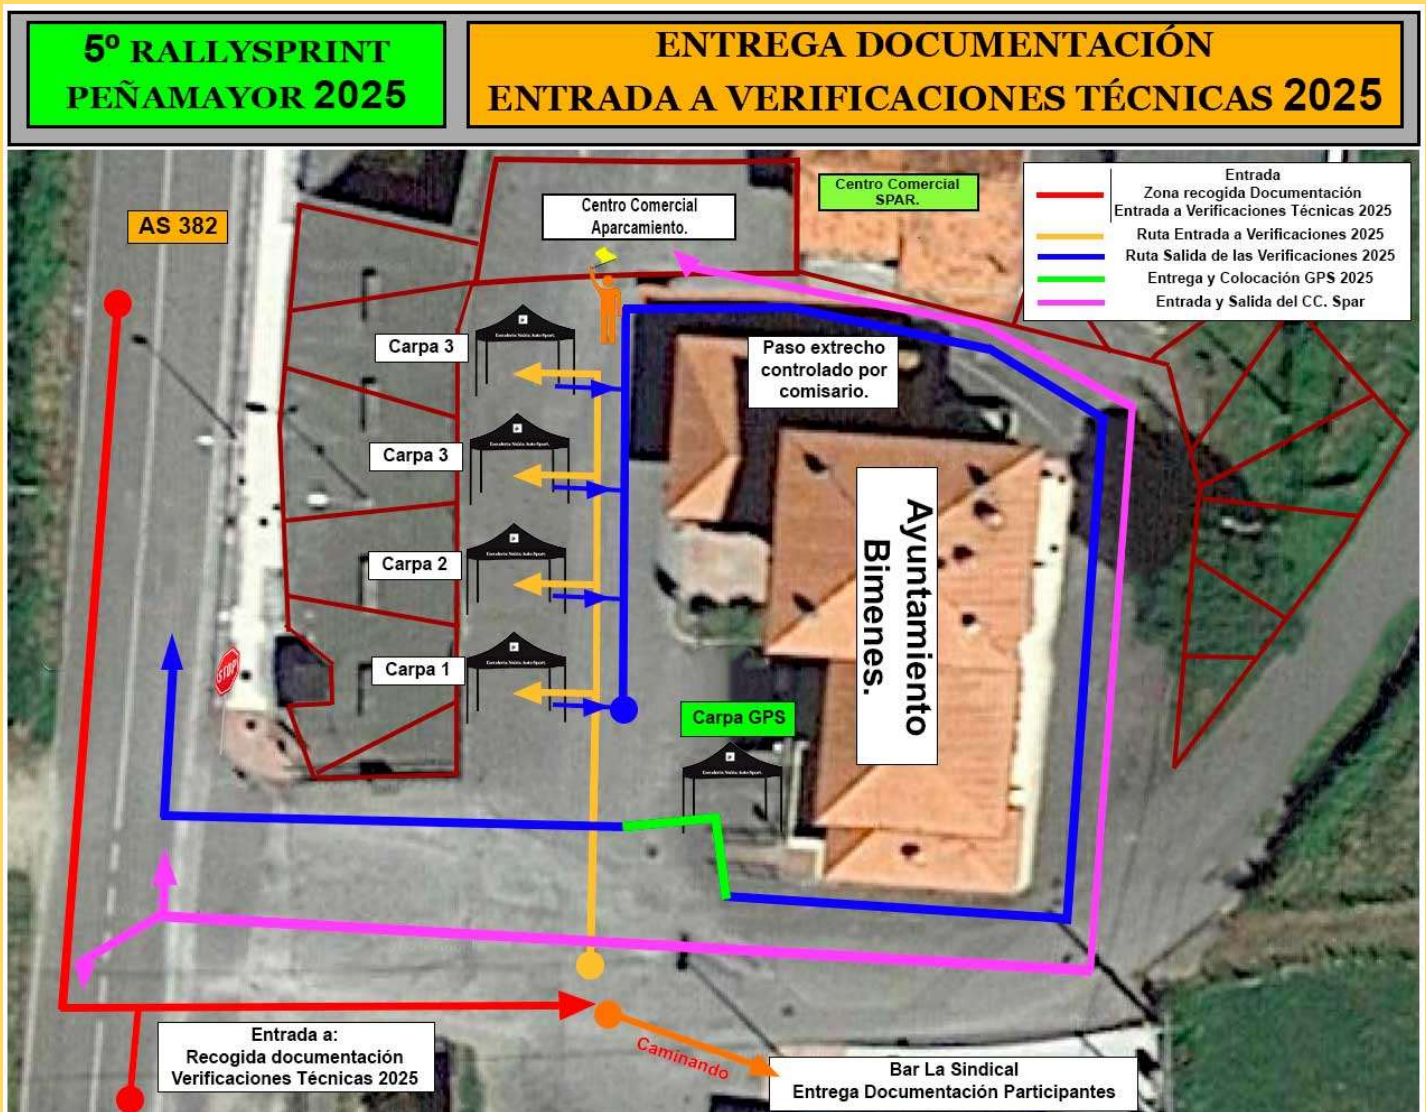 5º RALLYSPRINT
PEÑAMAYOR 2025
ENTREGA DOCUMENTACIÓN
ENTRADA A VERIFICACIONES TÉCNICAS 2025
AS 382
Centro Comercial
Aparcamiento.
Centro Comercial
SPAR.
Entrada
Zona recogida Documentación
Entrada a Verificaciones Técnicas 2025
Ruta Entrada a Verificaciones 2025
Ruta Salida de las Verificaciones 2025
Entrega y Colocación GPS 2025
Entrada y Salida del CC. Spar
Carpa 3
Paso extrecho
controlado por
comisario.
Carpa 3
Carpa 2
Carpa 1
STOP
Ayuntamiento
Bimenes.
Carpa GPS
Entrada a:
Recogida documentación
Verificaciones Técnicas 2025
Caminando
Bar La Sindical
Entrega Documentación Participantes